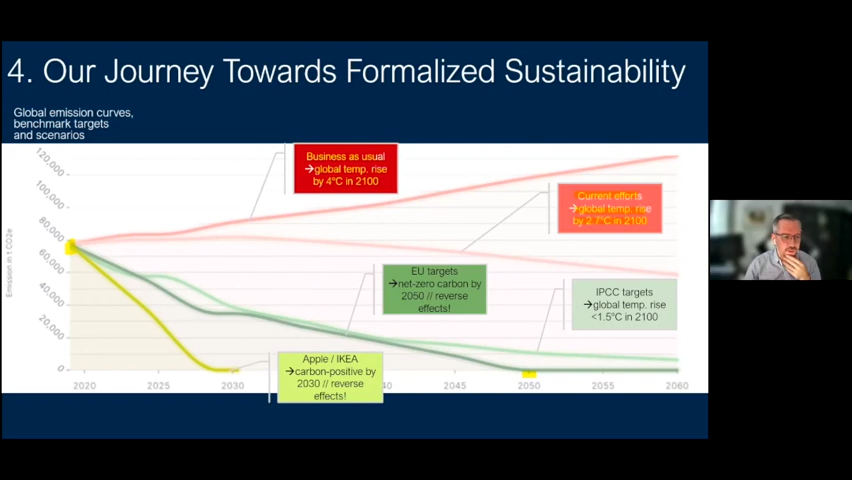 4. Our Journey Towards Formalized Sustainability
Global emission curves,
benchmark targets
and scenarios
Business as usual
→global temp. rise
by 4°C in 2100
Current efforts
→global temp. rise
by 2.7°C in 2100
EU targets
→net-zero carbon by
2050 // reverse
effects!
IPCC targets
→global temp. rise
<1.5°C in 2100
Apple / IKEA
→carbon-positive by
2030 // reverse
effects!
Emission in t CO2e
120,000
100,000
80,000
60,000
40,000
20,000
0
2020 2025 2030 40 2045 2050 2055 2060